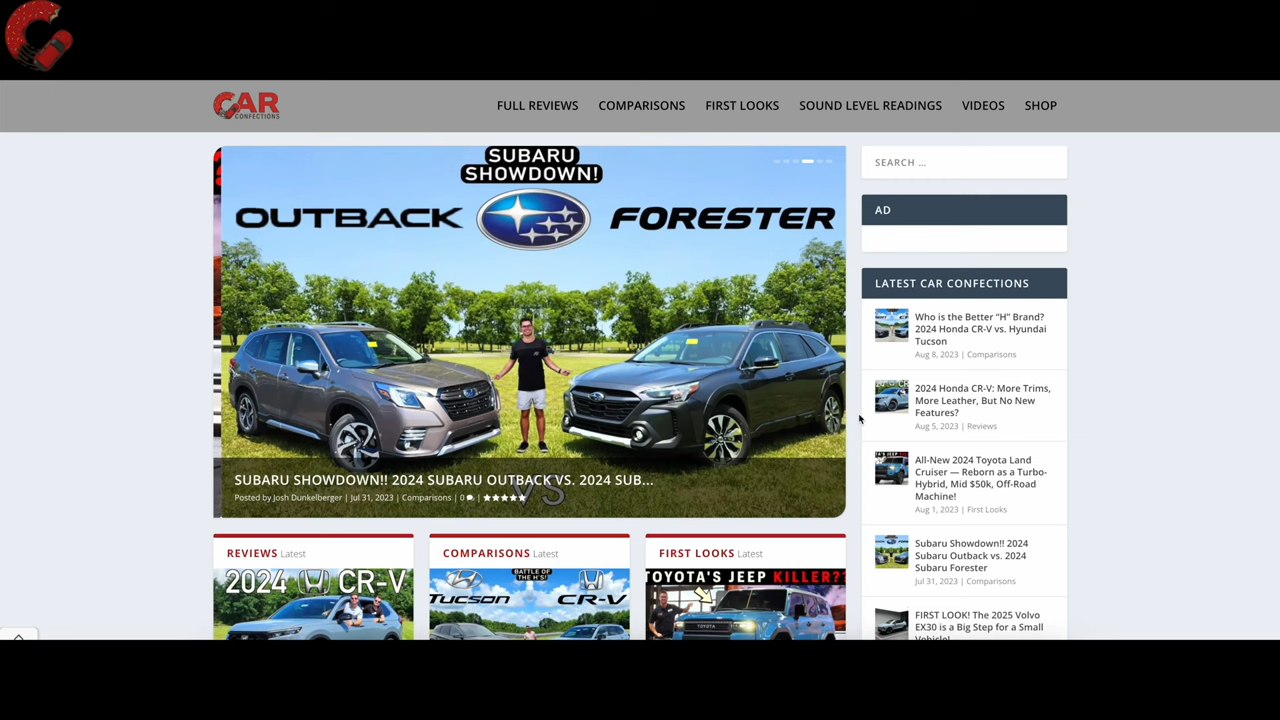 CAR
CONFECTIONS
FULL REVIEWS
COMPARISONS
FIRST LOOKS
SOUND LEVEL READINGS
VIDEOS
SHOP
SUBARU
SHOWDOWN!
OUTBACK
FORESTER
VS
SUBARU SHOWDOWN!! 2024 SUBARU OUTBACK VS. 2024 SUB...
Posted by Josh Dunkelberger | Jul 31, 2023 | Comparisons | 0 |
REVIEWS Latest
2024 CR-V
COMPARISONS Latest
BATTLE OF
THE H'S!
TUCSON
CR-V
FIRST LOOKS Latest
TOYOTA'S JEEP KILLER??
TOYOTA
SEARCH ...
AD
LATEST CAR CONFECTIONS
Who is the Better “H” Brand?
2024 Honda CR-V vs. Hyundai
Tucson
Aug 8, 2023 | Comparisons
2024 Honda CR-V: More Trims,
More Leather, But No New
Features?
Aug 5, 2023 | Reviews
All-New 2024 Toyota Land
Cruiser — Reborn as a Turbo-
Hybrid, Mid $50k, Off-Road
Machine!
Aug 1, 2023 | First Looks
Subaru Showdown!! 2024
Subaru Outback vs. 2024
Subaru Forester
Jul 31, 2023 | Comparisons
FIRST LOOK! The 2025 Volvo
EX30 is a Big Step for a Small
Vehicle!